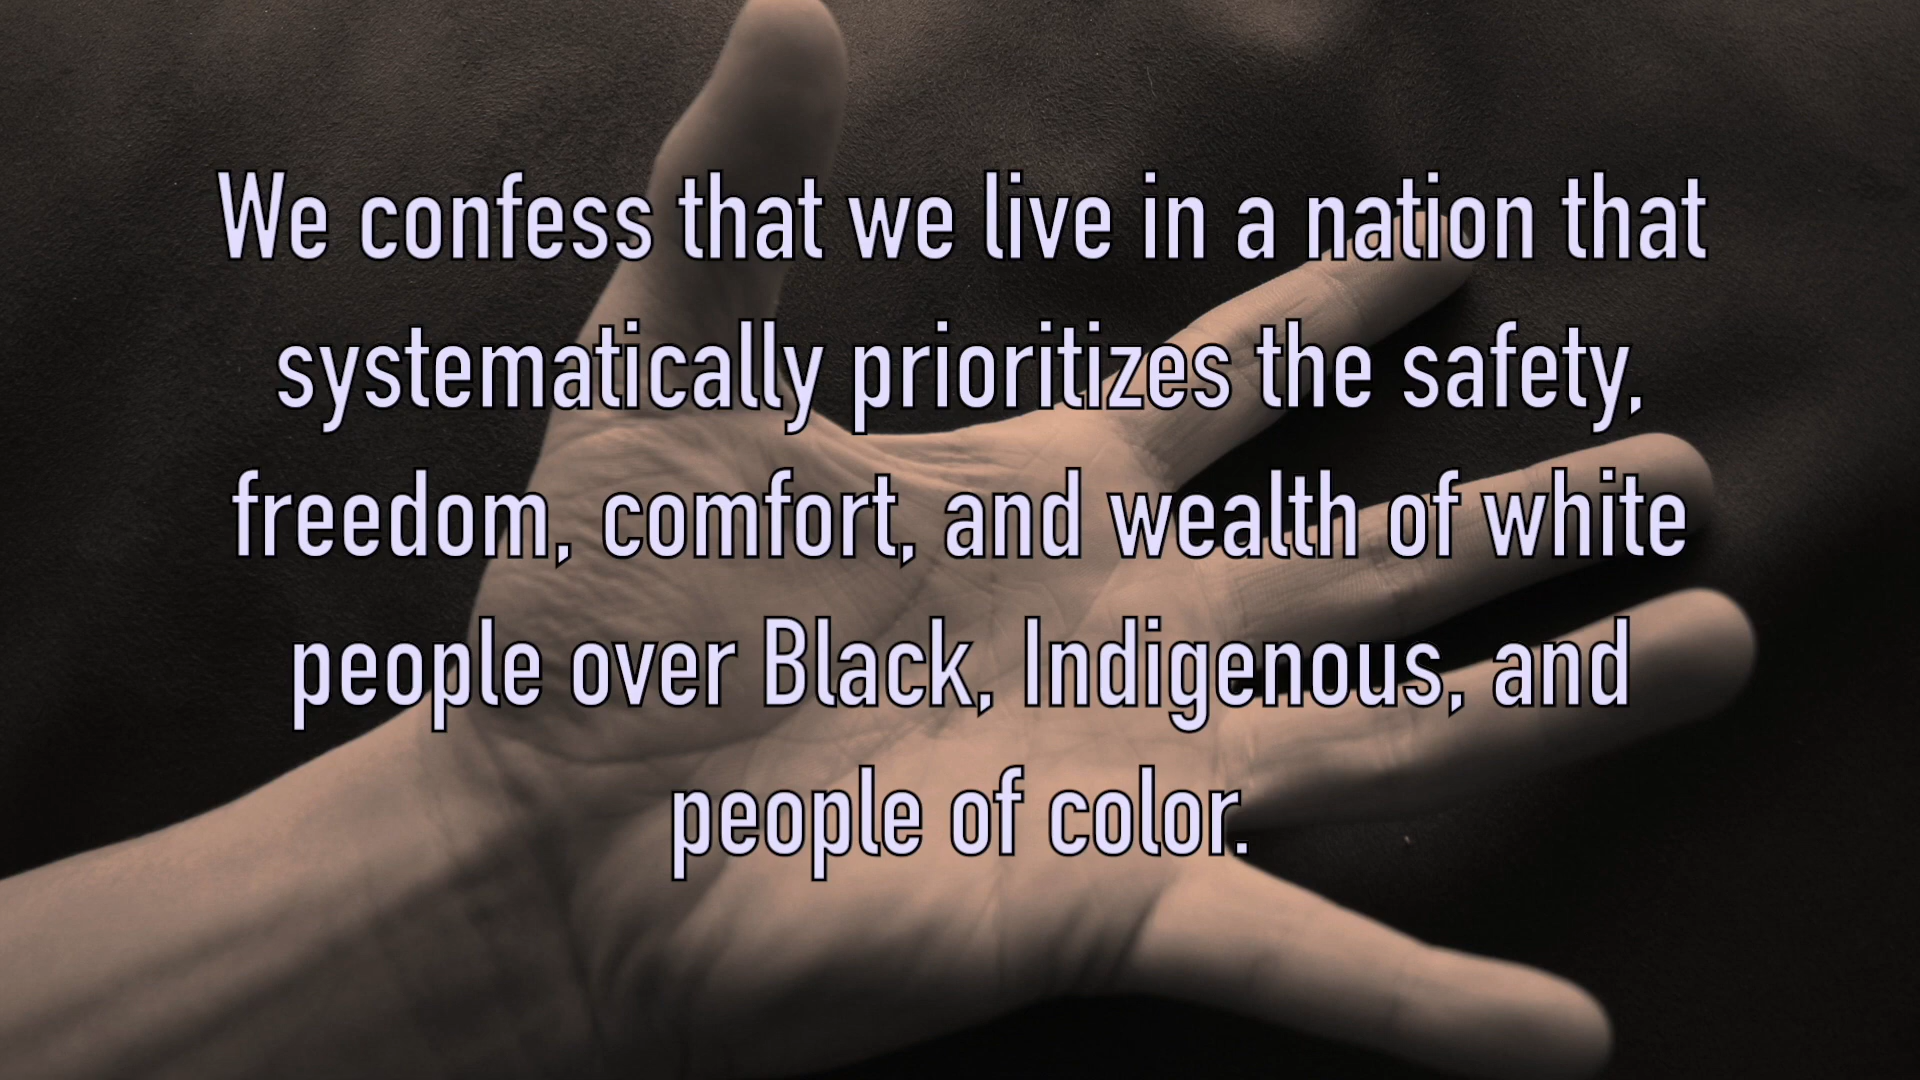 We confess that we live in a nation that
systematically prioritizes the safety,
freedom, comfort, and wealth of white
people over Black, Indigenous, and
people of color.